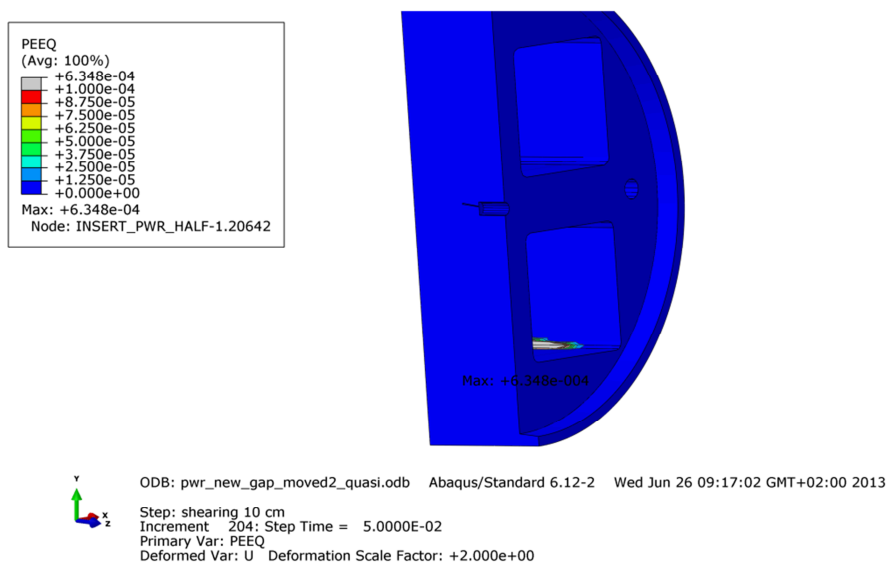 PEEQ
(Avg: 100%)
+6.348e-04
+1.000e-04
+8.750e-05
+7.500e-05
+6.250e-05
+5.000e-05
+3.750e-05
+2.500e-05
+1.250e-05
+0.000e+00
Max: +6.348e-04
Node: INSERT_PWR_HALF-1.20642
Max: +6.348e-004
Y
X
Z
ODB: pwr_new_gap_moved2_quasi.odb Abaqus/Standard 6.12-2 Wed Jun 26 09:17:02 GMT+02:00 2013
Step: shearing 10 cm
Increment 204: Step Time = 5.0000E-02
Primary Var: PEEQ
Deformed Var: U Deformation Scale Factor: +2.000e+00